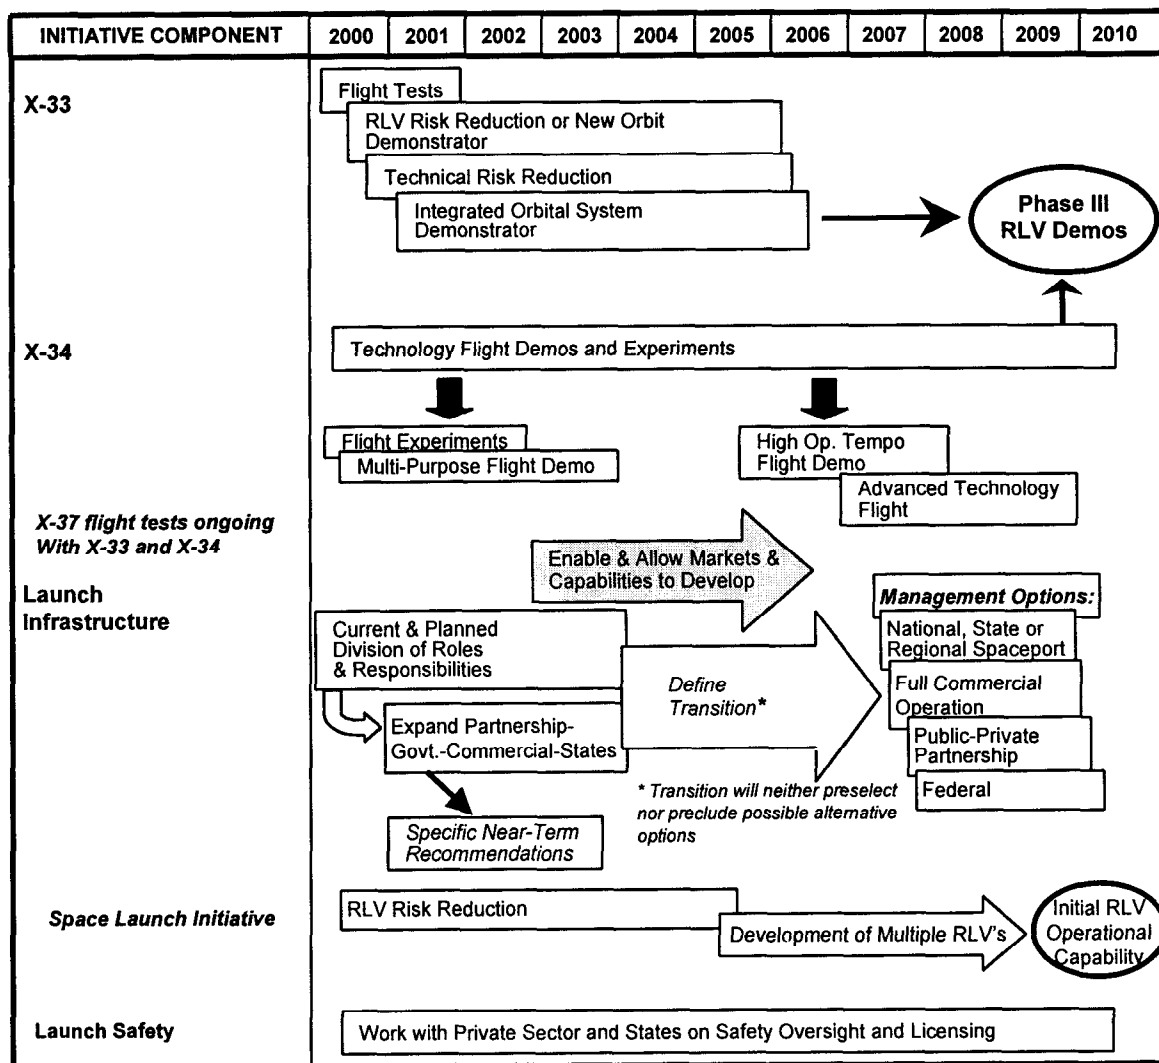 INITIATIVE COMPONENT 2000 2001 2002 2003 2004 2005 2006 2007 2008 2009 2010
X-33
Flight Tests
RLV Risk Reduction or New Orbit
Demonstrator
Technical Risk Reduction
Integrated Orbital System
Demonstrator
Phase III
RLV Demos
X-34
Technology Flight Demos and Experiments
Flight Experiments
Multi-Purpose Flight Demo
High Op. Tempo
Flight Demo
Advanced Technology
Flight
X-37 flight tests ongoing
With X-33 and X-34
Enable & Allow Markets &
Capabilities to Develop
Launch
Infrastructure
Current & Planned
Division of Roles
& Responsibilities
Expand Partnership-
Govt.-Commercial-States
Specific Near-Term
Recommendations
Define
Transition*
* Transition will neither preselect
nor preclude possible alternative
options
Management Options:
National, State or
Regional Spaceport
Full Commercial
Operation
Public-Private
Partnership
Federal
Space Launch Initiative
RLV Risk Reduction
Development of Multiple RLV's
Initial RLV
Operational
Capability
Launch Safety
Work with Private Sector and States on Safety Oversight and Licensing